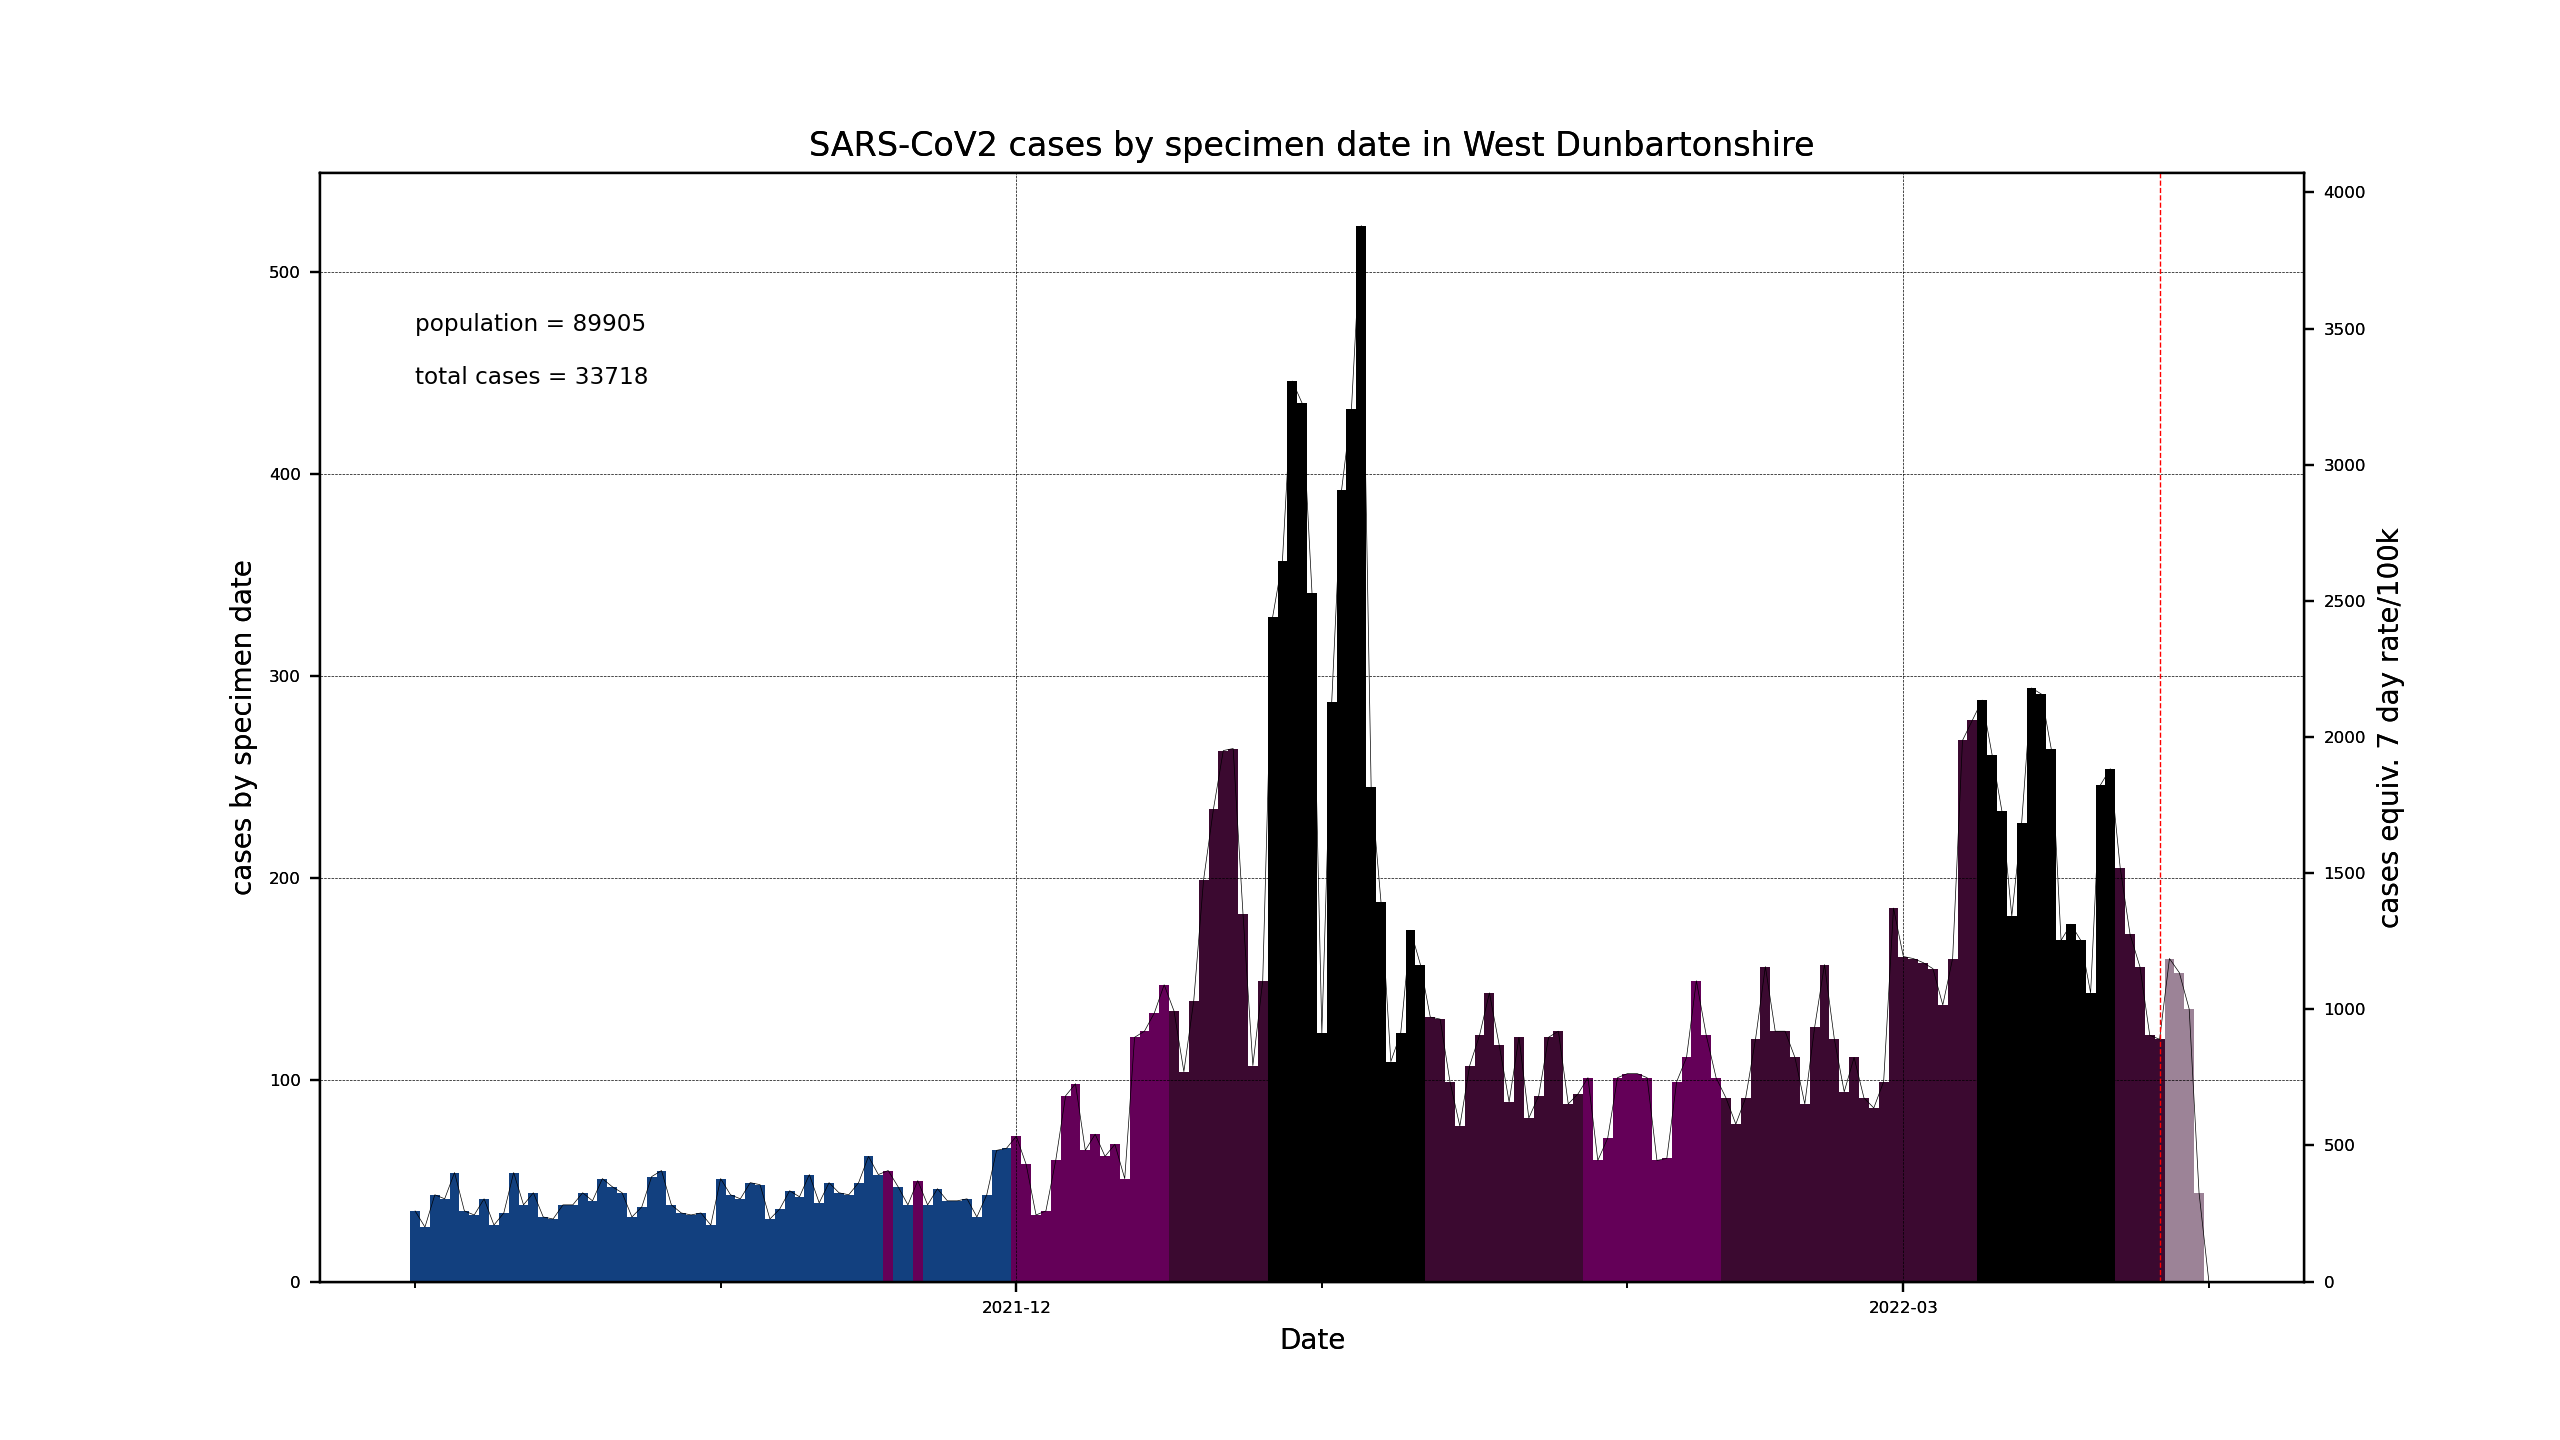 SARS-CoV2 cases by specimen date in West Dunbartonshire
population = 89905
total cases = 33718
cases by specimen date
500
400
300
200
100
0
4000
3500
3000
2500
2000
1500
1000
500
0
cases equiv. 7 day rate/100k
2021-12
2022-03
Date